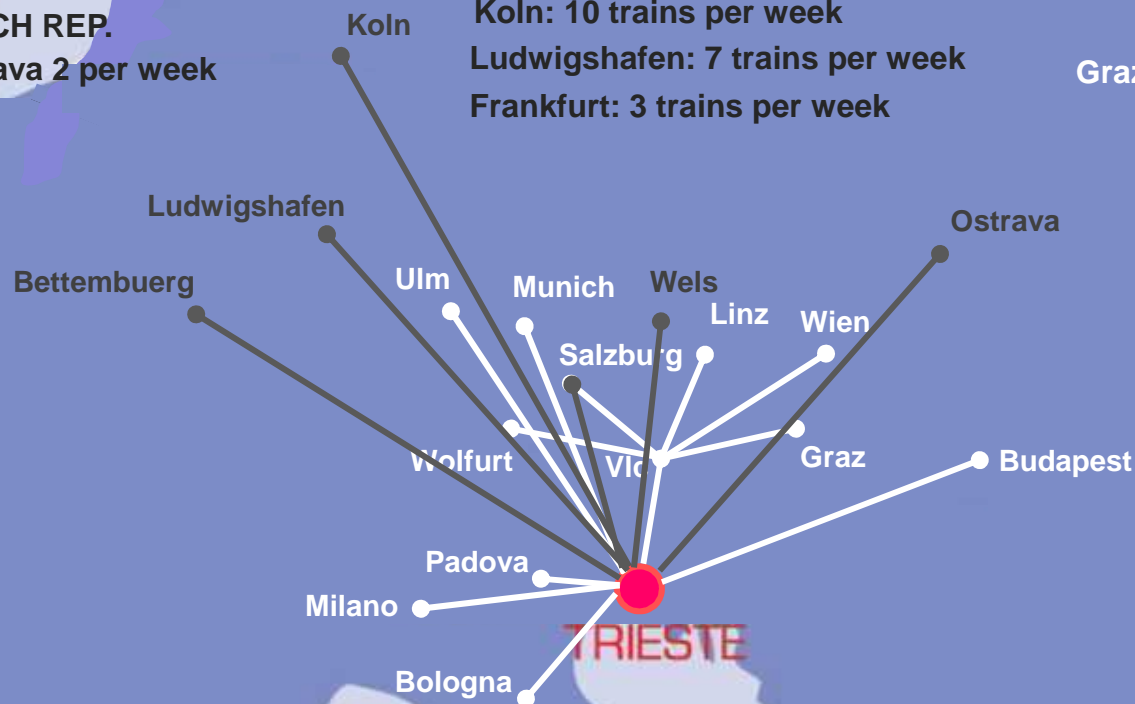 CH REP.
ava 2 per week
Koln
Koln: 10 trains per week
Ludwigshafen: 7 trains per week
Frankfurt: 3 trains per week
Graz
Ludwigshafen
Ostrava
Bettembuerg
Ulm
Munich
Wels
Linz
Wien
Salzburg
Wolfurt
Vlc
Graz
Budapest
Padova
Milano
TRIESTE
Bologna